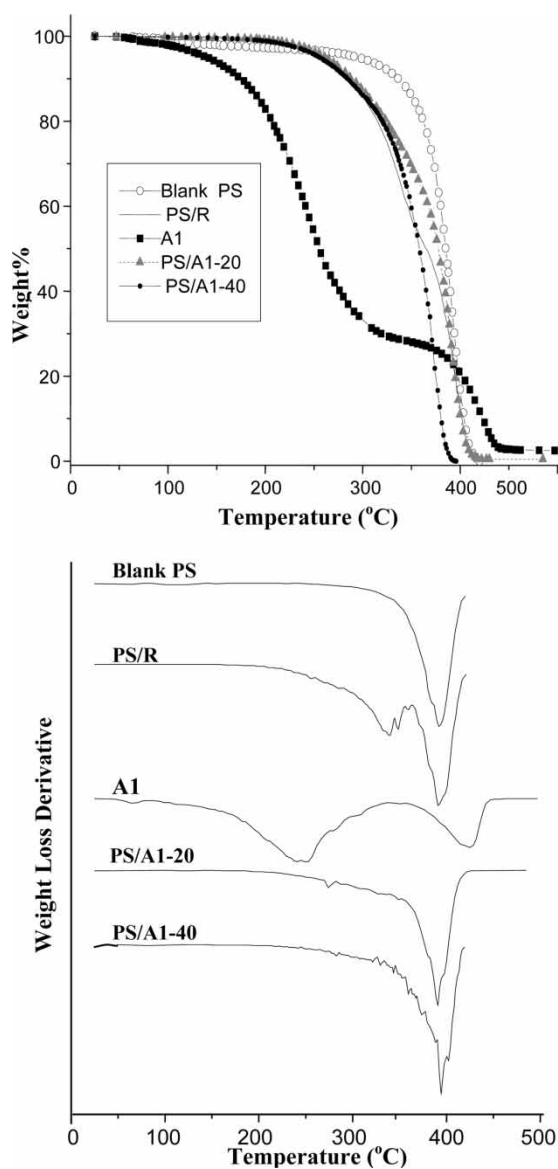 100
80
60
40
20
0
Weight%
Blank PS
PS/R
A1
PS/A1-20
PS/A1-40
0 100 200 300 400 500
Temperature (°C)
Blank PS
PS/R
A1
PS/A1-20
PS/A1-40
Weight Loss Derivative
0 100 200 300 400 500
Temperature (°C)